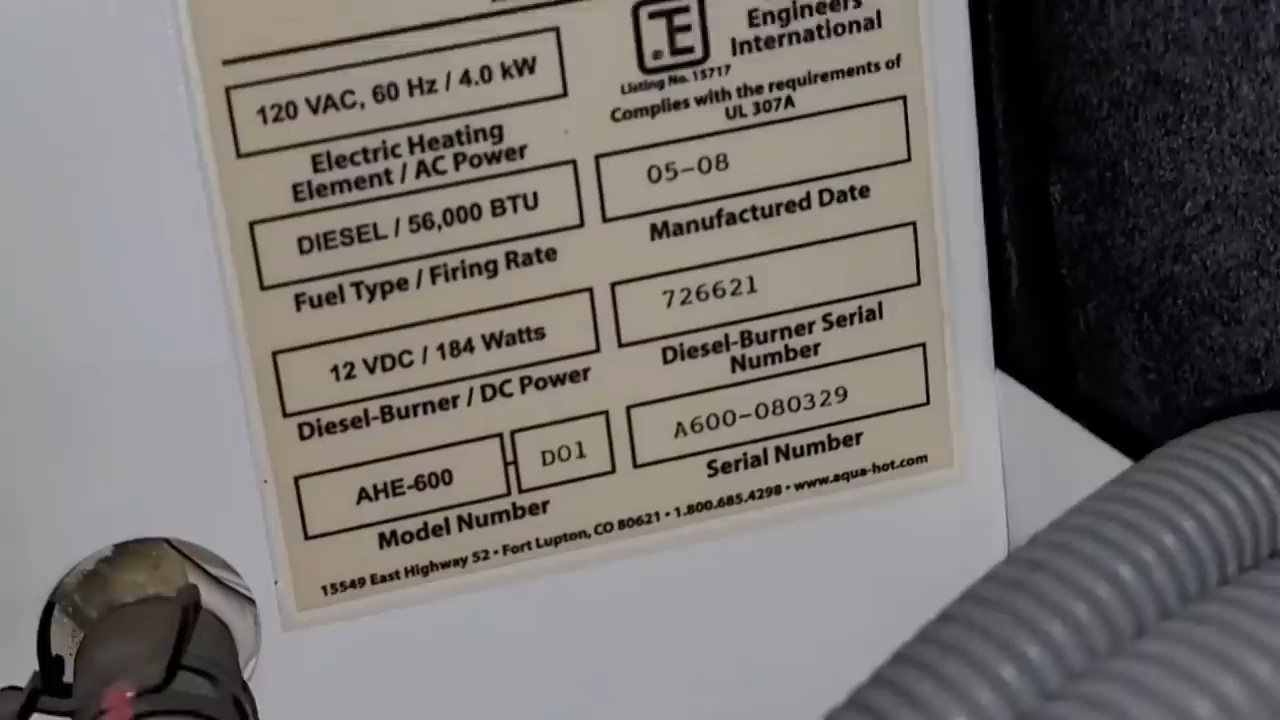 120 VAC, 60 Hz / 4.0 kW
Electric Heating
Element / AC Power
DIESEL / 56,000 BTU
Fuel Type / Firing Rate
12 VDC / 184 Watts
Diesel-Burner / DC Power
AHE-600
D01
Model Number
Engineers
International
Listing No. 15717
Complies with the requirements of
UL 307A
05-08
Manufactured Date
726621
Diesel-Burner Serial
Number
A600-080329
Serial Number
15549 East Highway 52 • Fort Lupton, CO 80621 • 1.800.685.4298 • www.aqua-hot.com